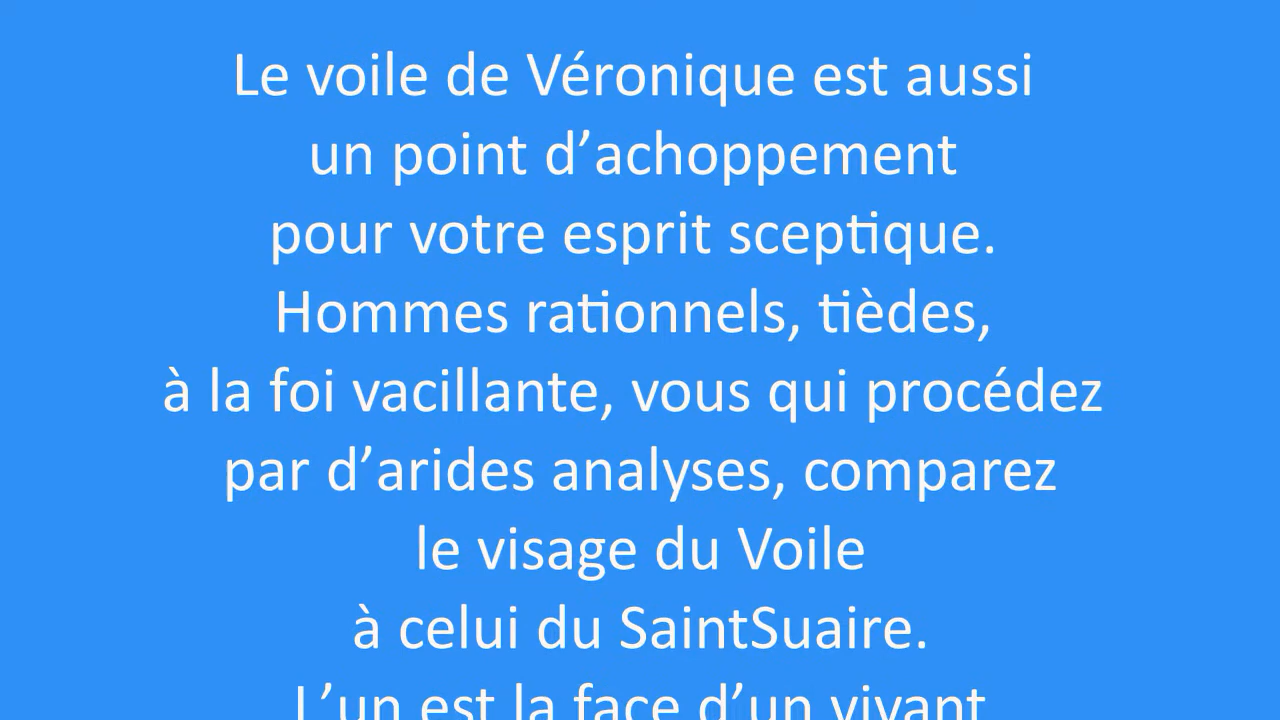 Le voile de Véronique est aussi
un point d’achoppement
pour votre esprit sceptique.
Hommes rationnels, tièdes,
à la foi vacillante, vous qui procédez
par d’arides analyses, comparez
le visage du Voile
à celui du SaintSuaire.
L’un est la face d’un vivant